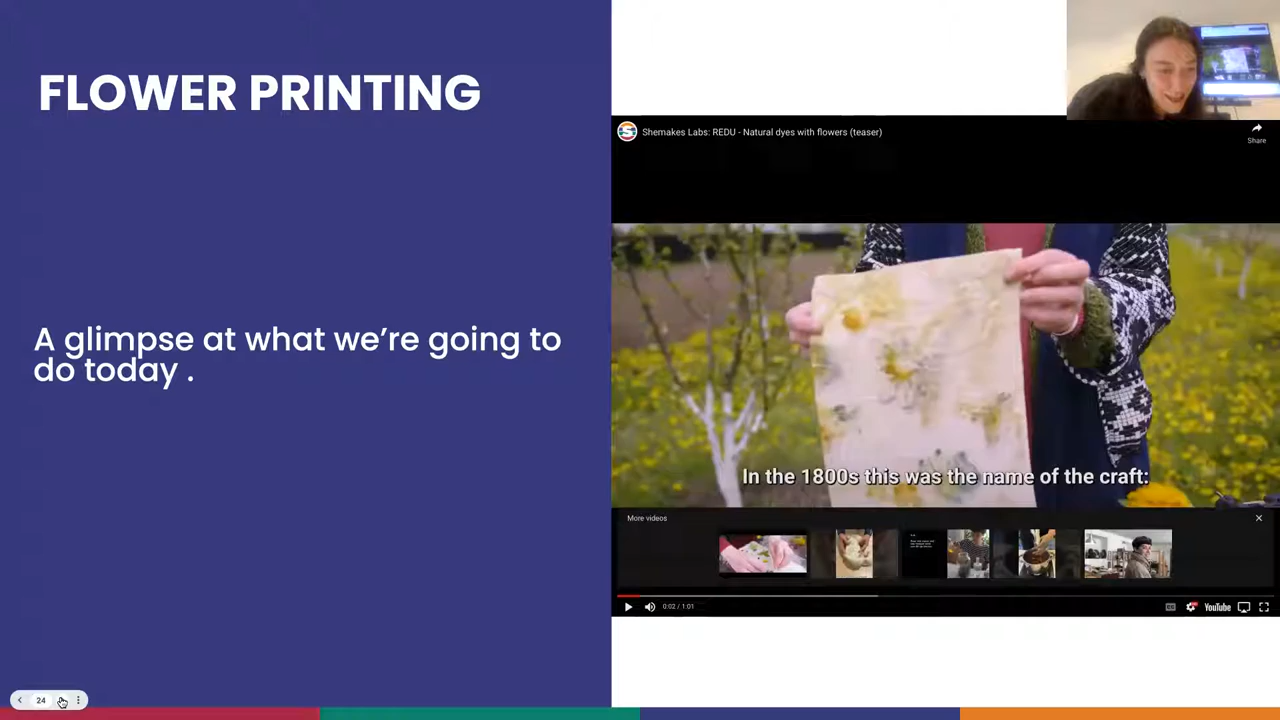 FLOWER PRINTING
A glimpse at what we're going to
do today .
Shemakes Labs: REDU - Natural dyes with flowers (teaser)
Share
In the 1800s this was the name of the craft:
More videos
0:02 / 1:01
YouTube
24